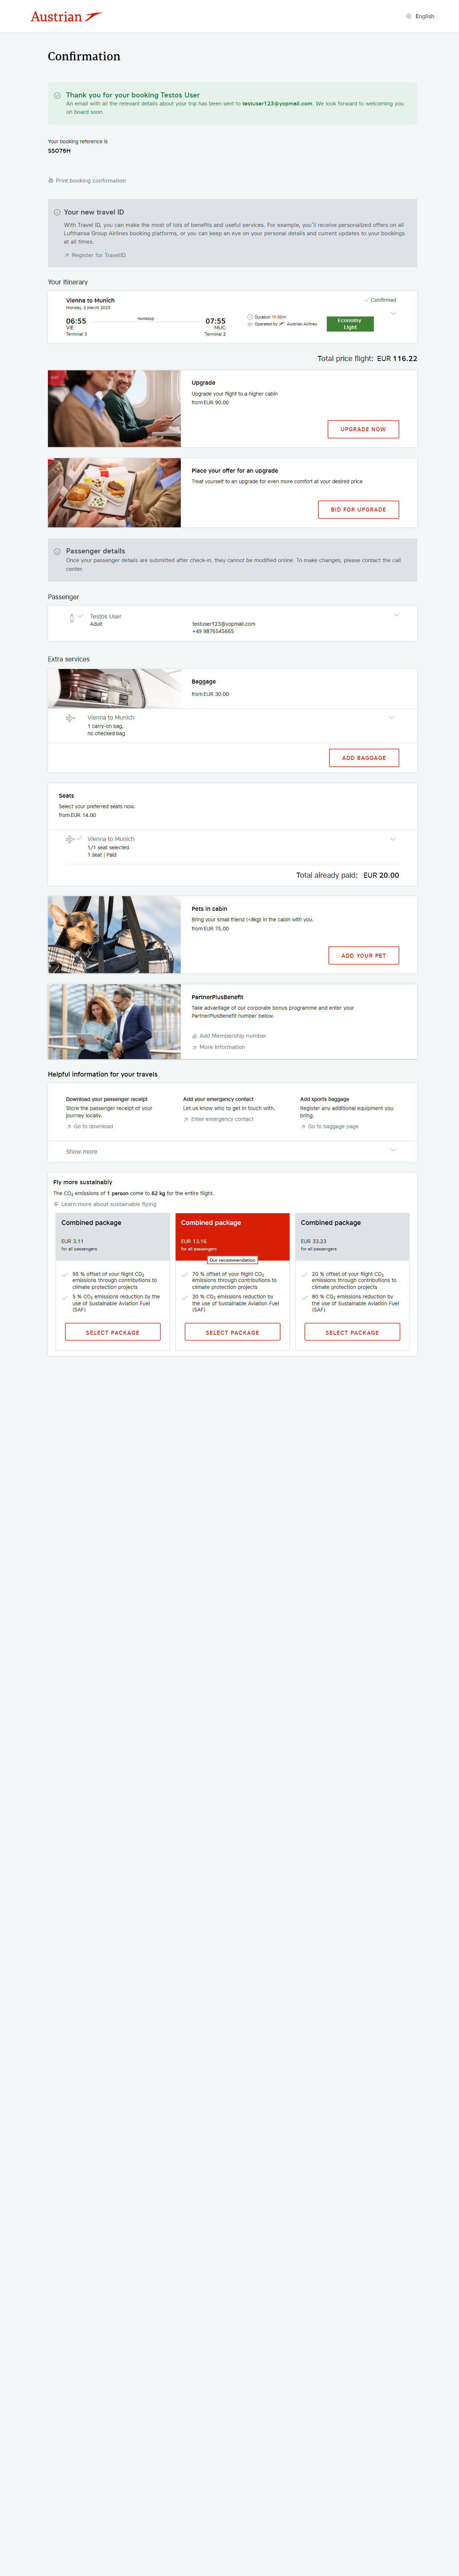 Austrian
English
Confirmation
Thank you for your booking Testos User
An email with all the relevant details about your trip has been sent to testuser123@yopmail.com. We look forward to welcoming you
on board soon.
Your booking reference is
SSO76H
Print booking confirmation
Your new travel ID
With Travel ID, you can make the most of lots of benefits and useful services. For example, you'll receive personalized offers on all
Lufthansa Group Airlines booking platforms, or you can keep an eye on your personal details and current updates to your bookings
at all times.
Register for TravelID
Your Itinerary
Vienna to Munich
Confirmed
Monday, 3 March 2025
06:55
nonstop
07:55
VIE
MUC
Terminal 3
Terminal 2
Duration 1h 00m
Operated by Austrian Airlines
Economy
Light
Total price flight: EUR 116.22
Upgrade
Upgrade your flight to a higher cabin
from EUR 90.00
UPGRADE NOW
Place your offer for an upgrade
Treat yourself to an upgrade for even more comfort at your desired price
BID FOR UPGRADE
Passenger details
Once your passenger details are submitted after check-in, they cannot be modified online. To make changes, please contact the call
center.
Passenger
Testos User
Adult
testuser123@yopmail.com
+49 9876545665
Extra services
Baggage
from EUR 30.00
Vienna to Munich
1 carry-on bag,
no checked bag
ADD BAGGAGE
Seats
Select your preferred seats now.
from EUR 14.00
Vienna to Munich
1/1 seat selected
1 seat | Paid
Total already paid: EUR 20.00
Pets in cabin
Bring your small friend (<8kg) in the cabin with you.
from EUR 75.00
ADD YOUR PET
PartnerPlusBenefit
Take advantage of our corporate bonus programme and enter your
PartnerPlusBenefit number below.
Add Membership number
More Information
Helpful information for your travels
Download your passenger receipt
Store the passenger receipt of your
journey locally.
Go to download
Add your emergency contact
Let us know who to get in touch with.
Enter emergency contact
Add sports baggage
Register any additional equipment you
bring.
Go to baggage page
Show more
Fly more sustainably
The CO₂ emissions of 1 person come to 62 kg for the entire flight.
Learn more about sustainable flying
Combined package
EUR 3.11
for all passengers
95 % offset of your flight CO₂
emissions through contributions to
climate protection projects
5 % CO₂ emissions reduction by the
use of Sustainable Aviation Fuel
(SAF)
SELECT PACKAGE
Combined package
EUR 13.16
for all passengers
Our recommendation
70 % offset of your flight CO₂
emissions through contributions to
climate protection projects
30 % CO₂ emissions reduction by
the use of Sustainable Aviation Fuel
(SAF)
SELECT PACKAGE
Combined package
EUR 33.23
for all passengers
20 % offset of your flight CO₂
emissions through contributions to
climate protection projects
80 % CO₂ emissions reduction by
the use of Sustainable Aviation Fuel
(SAF)
SELECT PACKAGE